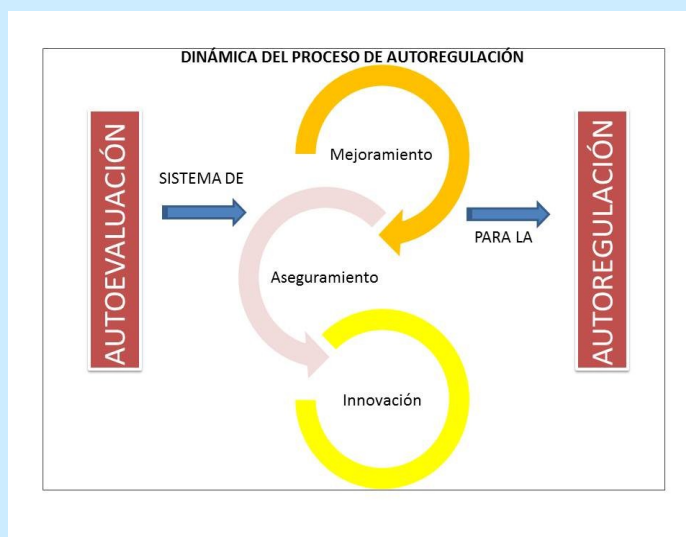 DINÁMICA DEL PROCESO DE AUTOREGULACIÓN
AUTOEVALUACIÓN
SISTEMA DE
Mejoramiento
Aseguramiento
Innovación
PARA LA
AUTOREGULACIÓN